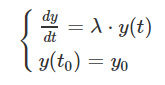 dy/dt = λ · y(t)
y(t₀) = y₀